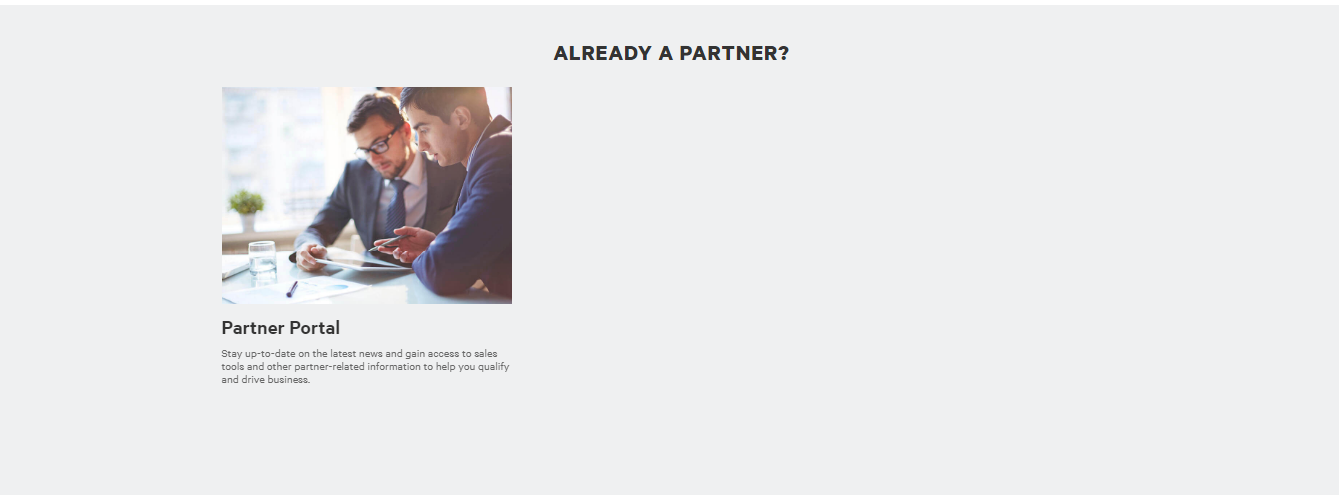 ALREADY A PARTNER?
Partner Portal
Stay up-to-date on the latest news and gain access to sales
tools and other partner-related information to help you qualify
and drive business.